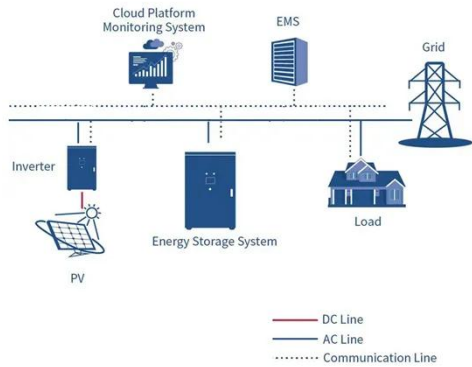 Cloud Platform
Monitoring System
EMS
Grid
Inverter
Energy Storage System
Load
PV
DC Line
AC Line
Communication Line